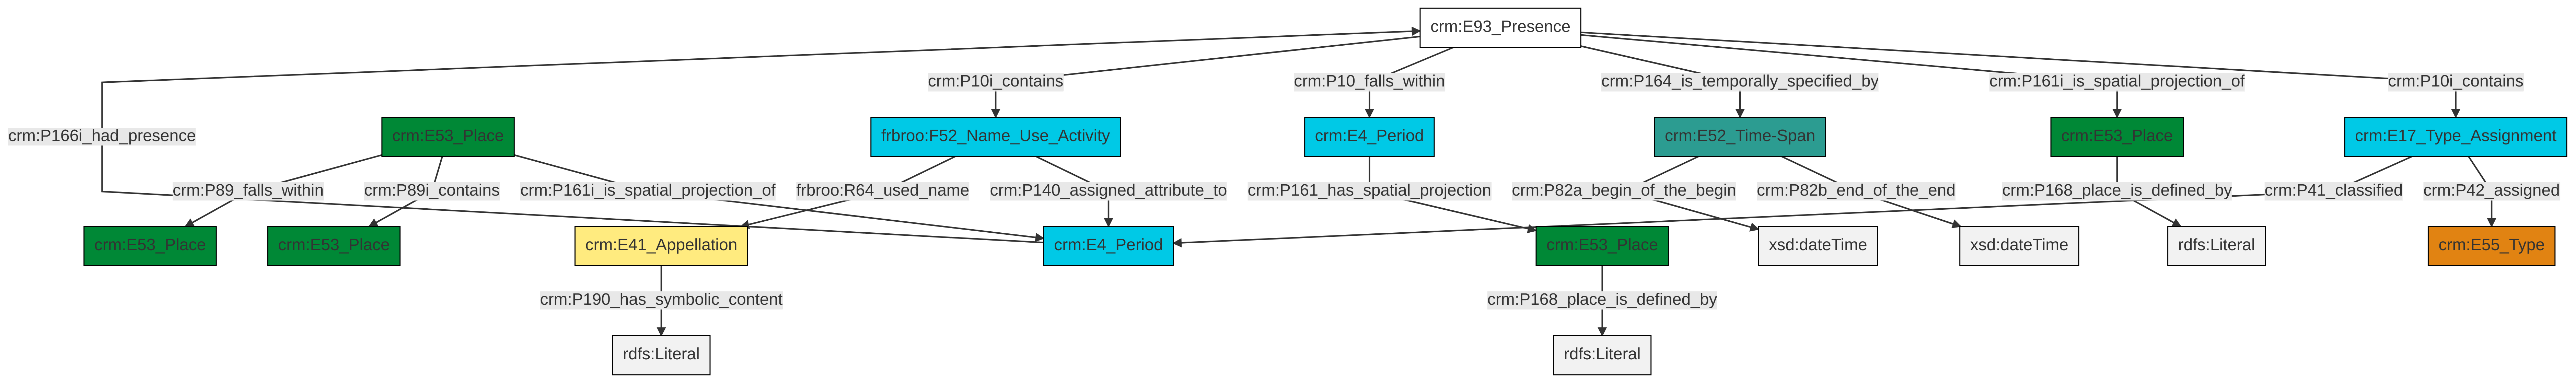 crm:E93_Presence
crm:P10i_contains
crm:P10_falls_within
crm:P164_is_temporally_specified_by
crm:P161i_is_spatial_projection_of
crm:P10i_contains
crm:P166i_had_presence
crm:E53_Place
frbroo:F52_Name_Use_Activity
crm:E4_Period
crm:E52_Time-Span
crm:E53_Place
crm:E17_Type_Assignment
crm:P89_falls_within
crm:P89i_contains
crm:P161i_is_spatial_projection_of
frbroo:R64_used_name
crm:P140_assigned_attribute_to
crm:P161_has_spatial_projection
crm:P82a_begin_of_the_begin
crm:P82b_end_of_the_end
crm:P168_place_is_defined_by
crm:P41_classified
crm:P42_assigned
crm:E53_Place
crm:E53_Place
crm:E41_Appellation
crm:E4_Period
crm:E53_Place
xsd:dateTime
xsd:dateTime
rdfs:Literal
crm:E55_Type
crm:P190_has_symbolic_content
crm:P168_place_is_defined_by
rdfs:Literal
rdfs:Literal